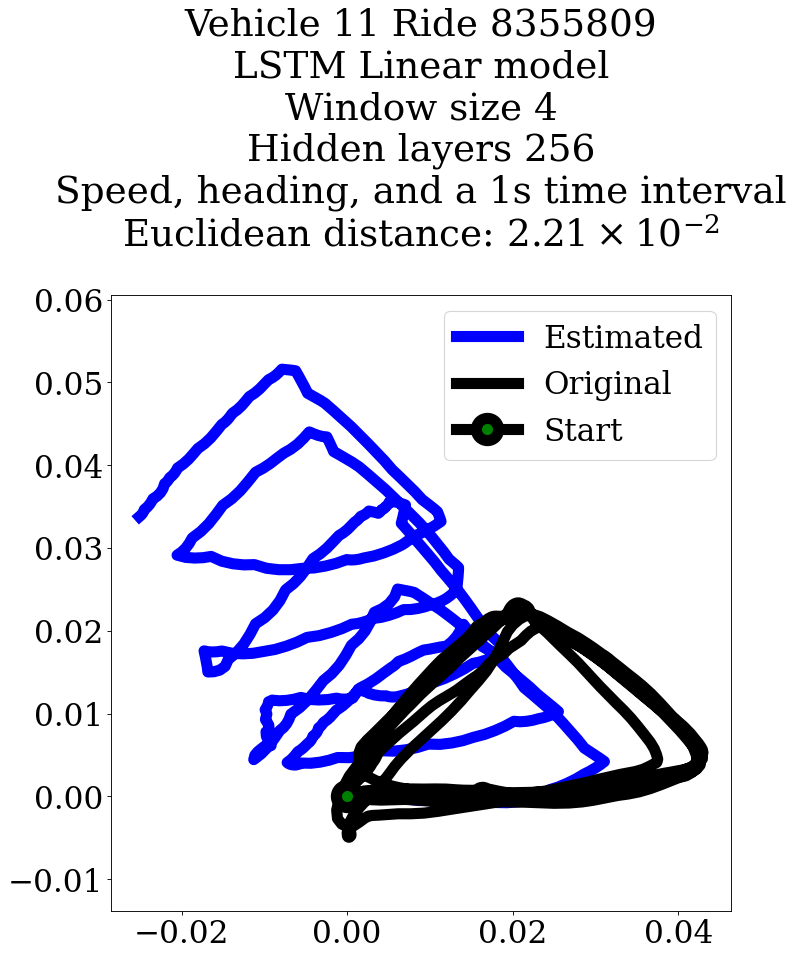 Vehicle 11 Ride 8355809
LSTM Linear model
Window size 4
Hidden layers 256
Speed, heading, and a 1s time interval
Euclidean distance: 2.21 × 10⁻²
Estimated
Original
Start
0.06
0.05
0.04
0.03
0.02
0.01
0.00
−0.01
−0.02 0.00 0.02 0.04